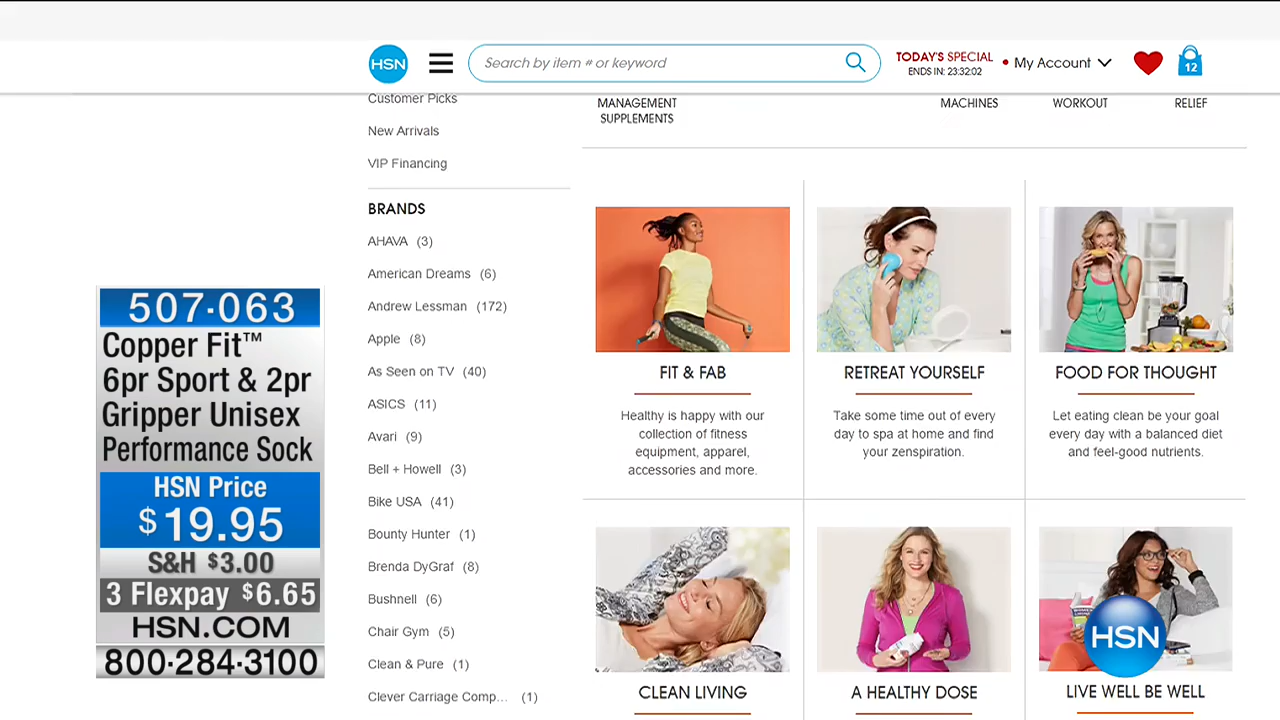 HSN
Search by item # or keyword
TODAY'S SPECIAL
ENDS IN: 23:32:02
My Account
12
Customer Picks
New Arrivals
VIP Financing
BRANDS
AHAVA (3)
American Dreams (6)
Andrew Lessman (172)
Apple (8)
As Seen on TV (40)
ASICS (11)
Avari (9)
Bell + Howell (3)
Bike USA (41)
Bounty Hunter (1)
Brenda DyGraf (8)
Bushnell (6)
Chair Gym (5)
Clean & Pure (1)
Clever Carriage Comp... (1)
MANAGEMENT
SUPPLEMENTS
MACHINES
WORKOUT
RELIEF
FIT & FAB
Healthy is happy with our
collection of fitness
equipment, apparel,
accessories and more.
RETREAT YOURSELF
Take some time out of every
day to spa at home and find
your zenspiration.
FOOD FOR THOUGHT
Let eating clean be your goal
every day with a balanced diet
and feel-good nutrients.
CLEAN LIVING
A HEALTHY DOSE
LIVE WELL BE WELL
HSN
507·063
Copper Fit™
6pr Sport & 2pr
Gripper Unisex
Performance Sock
HSN Price
$19.95
S&H $3.00
3 Flexpay $6.65
HSN.COM
800·284·3100